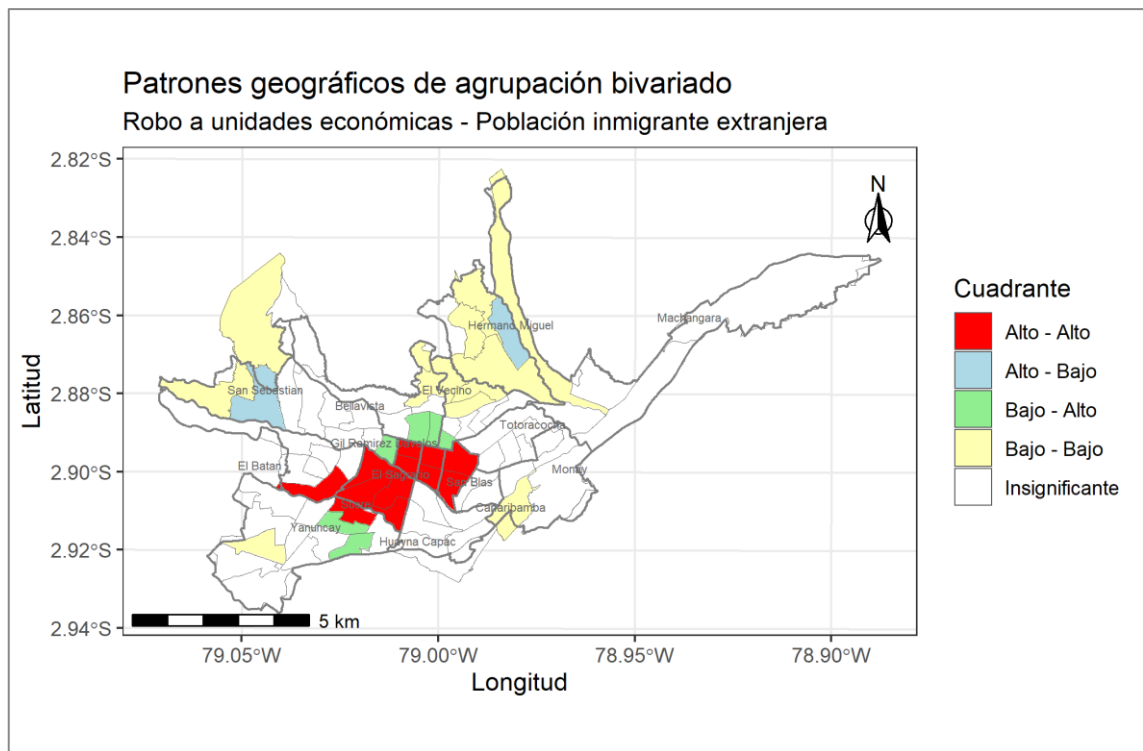 Patrones geográficos de agrupación bivariado
Robo a unidades económicas - Población inmigrante extranjera
2.82°S
2.84°S
2.86°S
2.88°S
2.90°S
2.92°S
2.94°S
Latitud
N
Machangara
Hermano Miguel
San Sebastian
El Vecino
Bellavista
Totoracocha
Gil Ramirez Davalos
El Batan
El Sagrario
San Blas
Monay
Sucre
Cañaribamba
Yanuncay
Huayna Capac
5 km
79.05°W
79.00°W
78.95°W
78.90°W
Longitud
Cuadrante
Alto - Alto
Alto - Bajo
Bajo - Alto
Bajo - Bajo
Insignificante